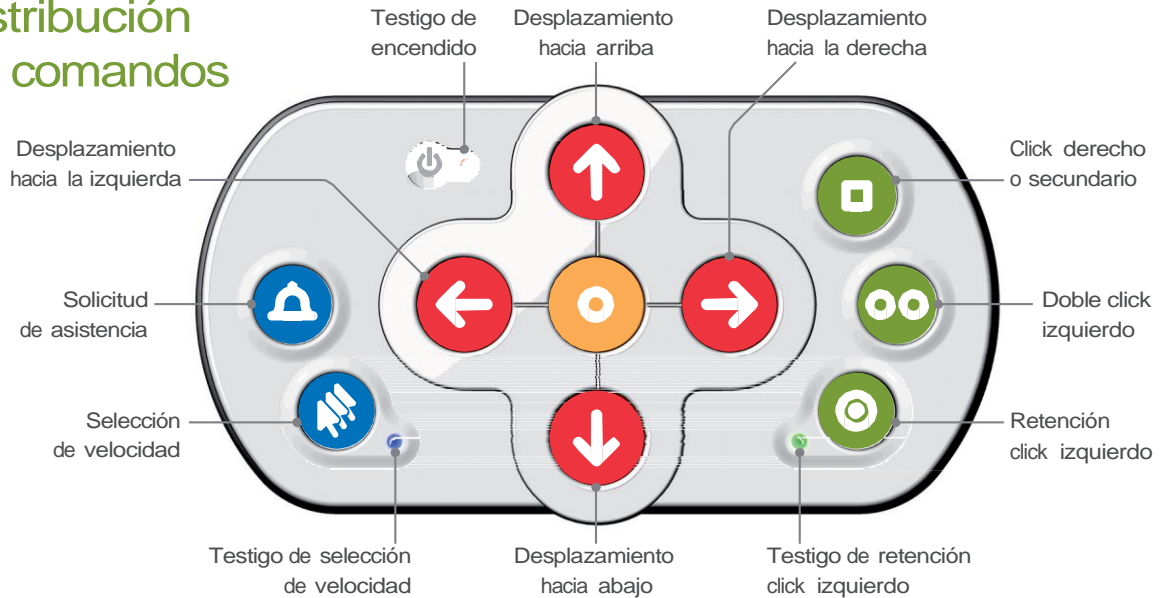 stribución
comandos
Testigo de
encendido
Desplazamiento
hacia arriba
Desplazamiento
hacia la derecha
Desplazamiento
hacia la izquierda
Click derecho
o secundario
Solicitud
de asistencia
Doble click
izquierdo
Selección
de velocidad
Retención
click izquierdo
Testigo de selección
de velocidad
Desplazamiento
hacia abajo
Testigo de retención
click izquierdo